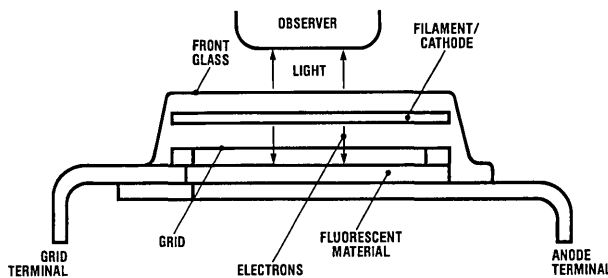 OBSERVER
FILAMENT/
CATHODE
FRONT
GLASS
LIGHT
GRID
TERMINAL
GRID
ELECTRONS
FLUORESCENT
MATERIAL
ANODE
TERMINAL